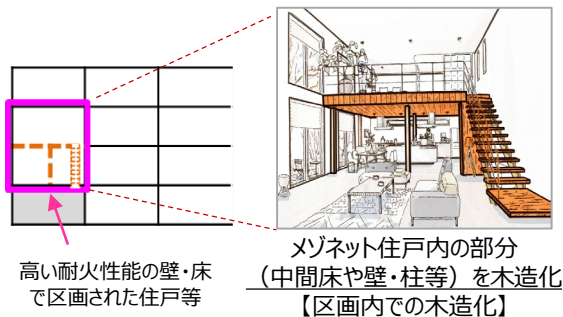 高い耐火性能の壁・床
で区画された住戸等
メゾネット住戸内の部分
（中間床や壁・柱等）を木造化
【区画内での木造化】